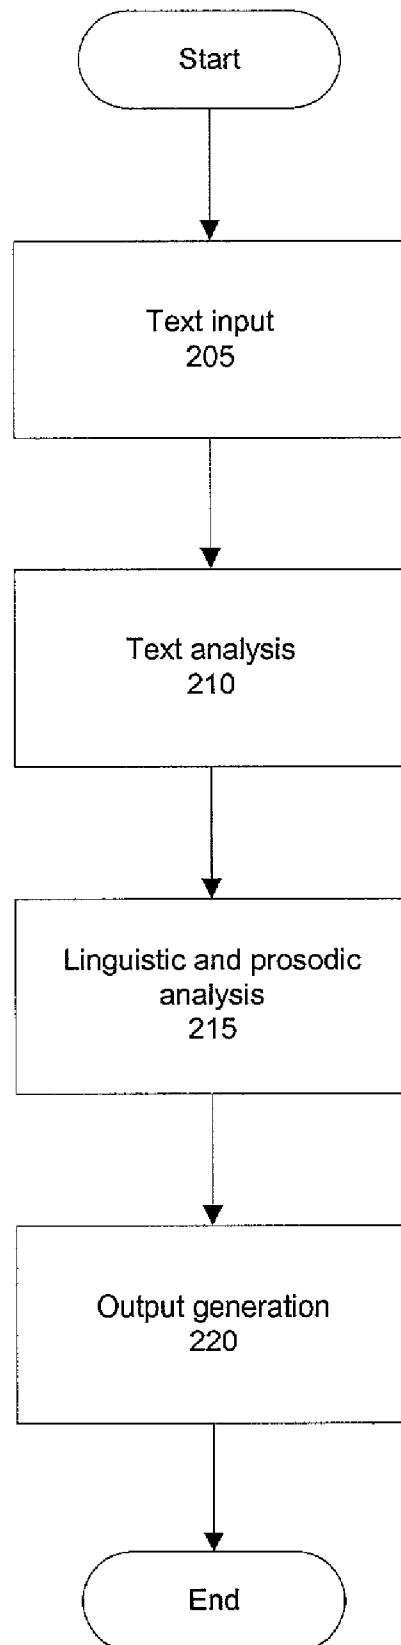 Start
Text input
205
Text analysis
210
Linguistic and prosodic
analysis
215
Output generation
220
End